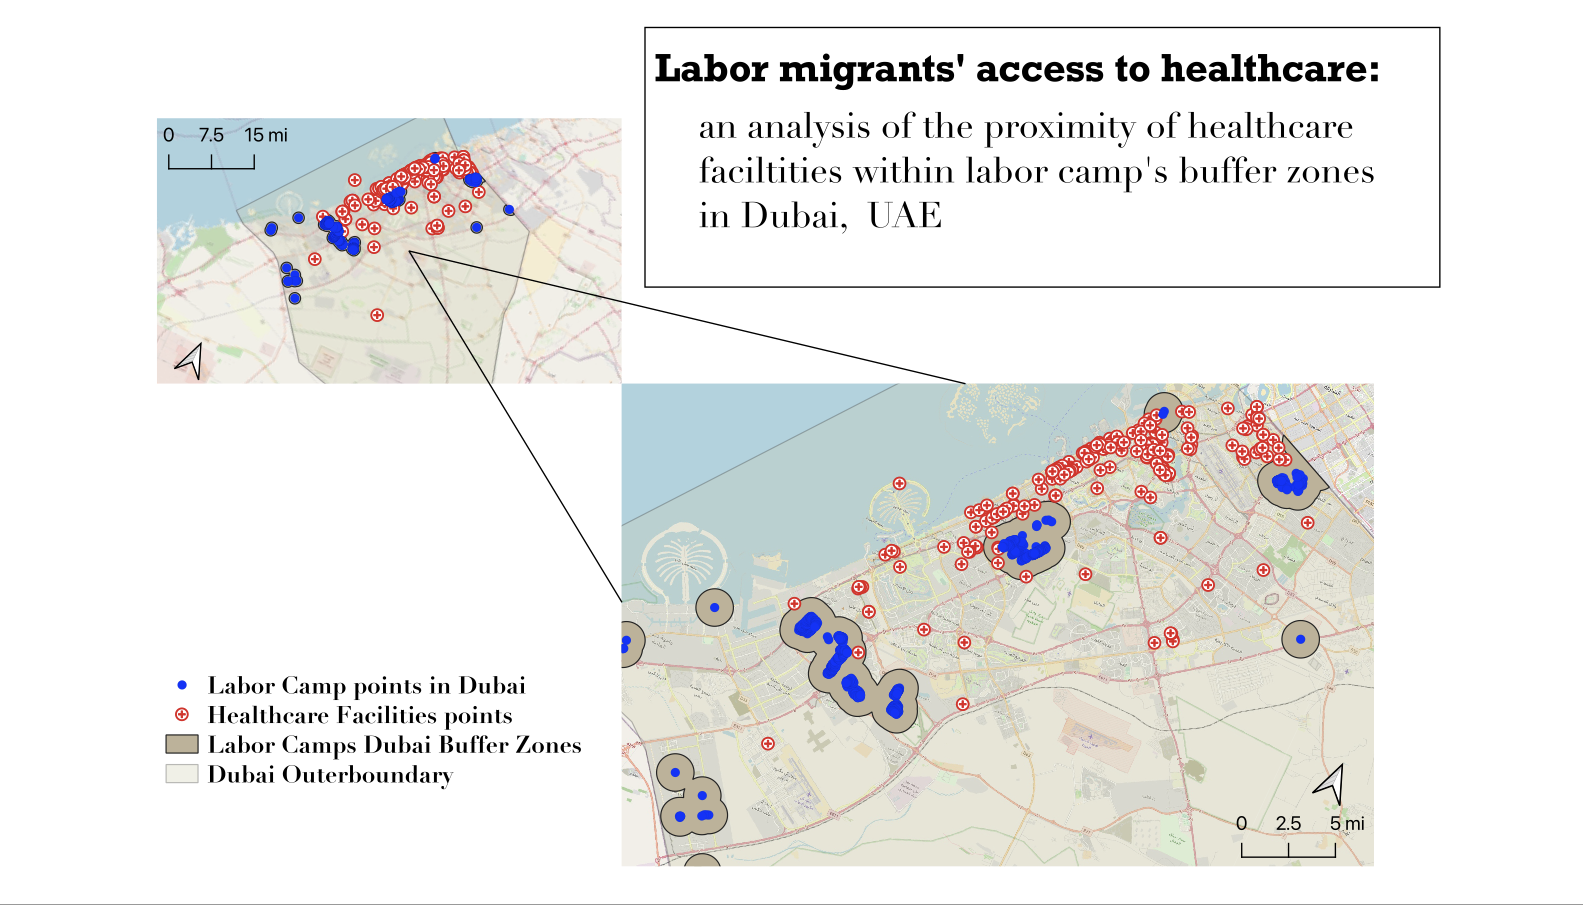 Labor migrants' access to healthcare:
an analysis of the proximity of healthcare
faciltities within labor camp's buffer zones
in Dubai, UAE
0 7.5 15 mi
Labor Camp points in Dubai
Healthcare Facilities points
Labor Camps Dubai Buffer Zones
Dubai Outerboundary
0 2.5 5 mi